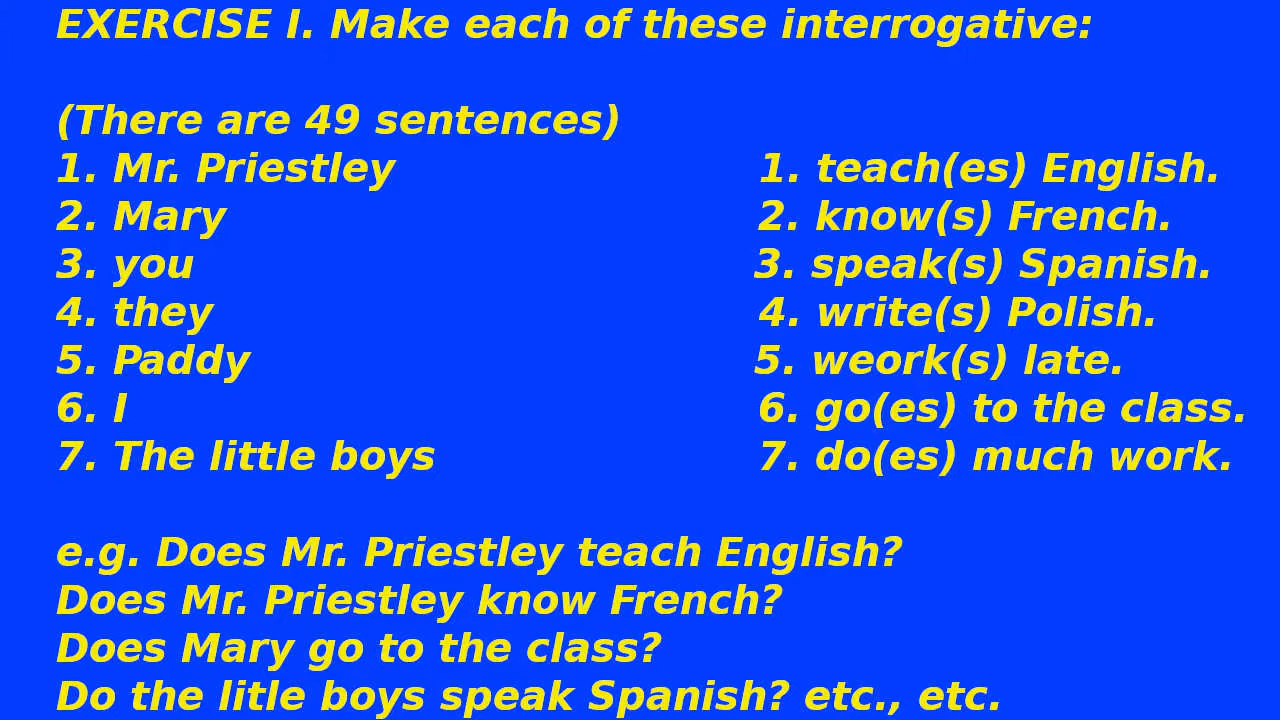 EXERCISE I. Make each of these interrogative:
(There are 49 sentences)
1. Mr. Priestley 1. teach(es) English.
2. Mary 2. know(s) French.
3. you 3. speak(s) Spanish.
4. they 4. write(s) Polish.
5. Paddy 5. weork(s) late.
6. I 6. go(es) to the class.
7. The little boys 7. do(es) much work.
e.g. Does Mr. Priestley teach English?
Does Mr. Priestley know French?
Does Mary go to the class?
Do the litle boys speak Spanish? etc., etc.